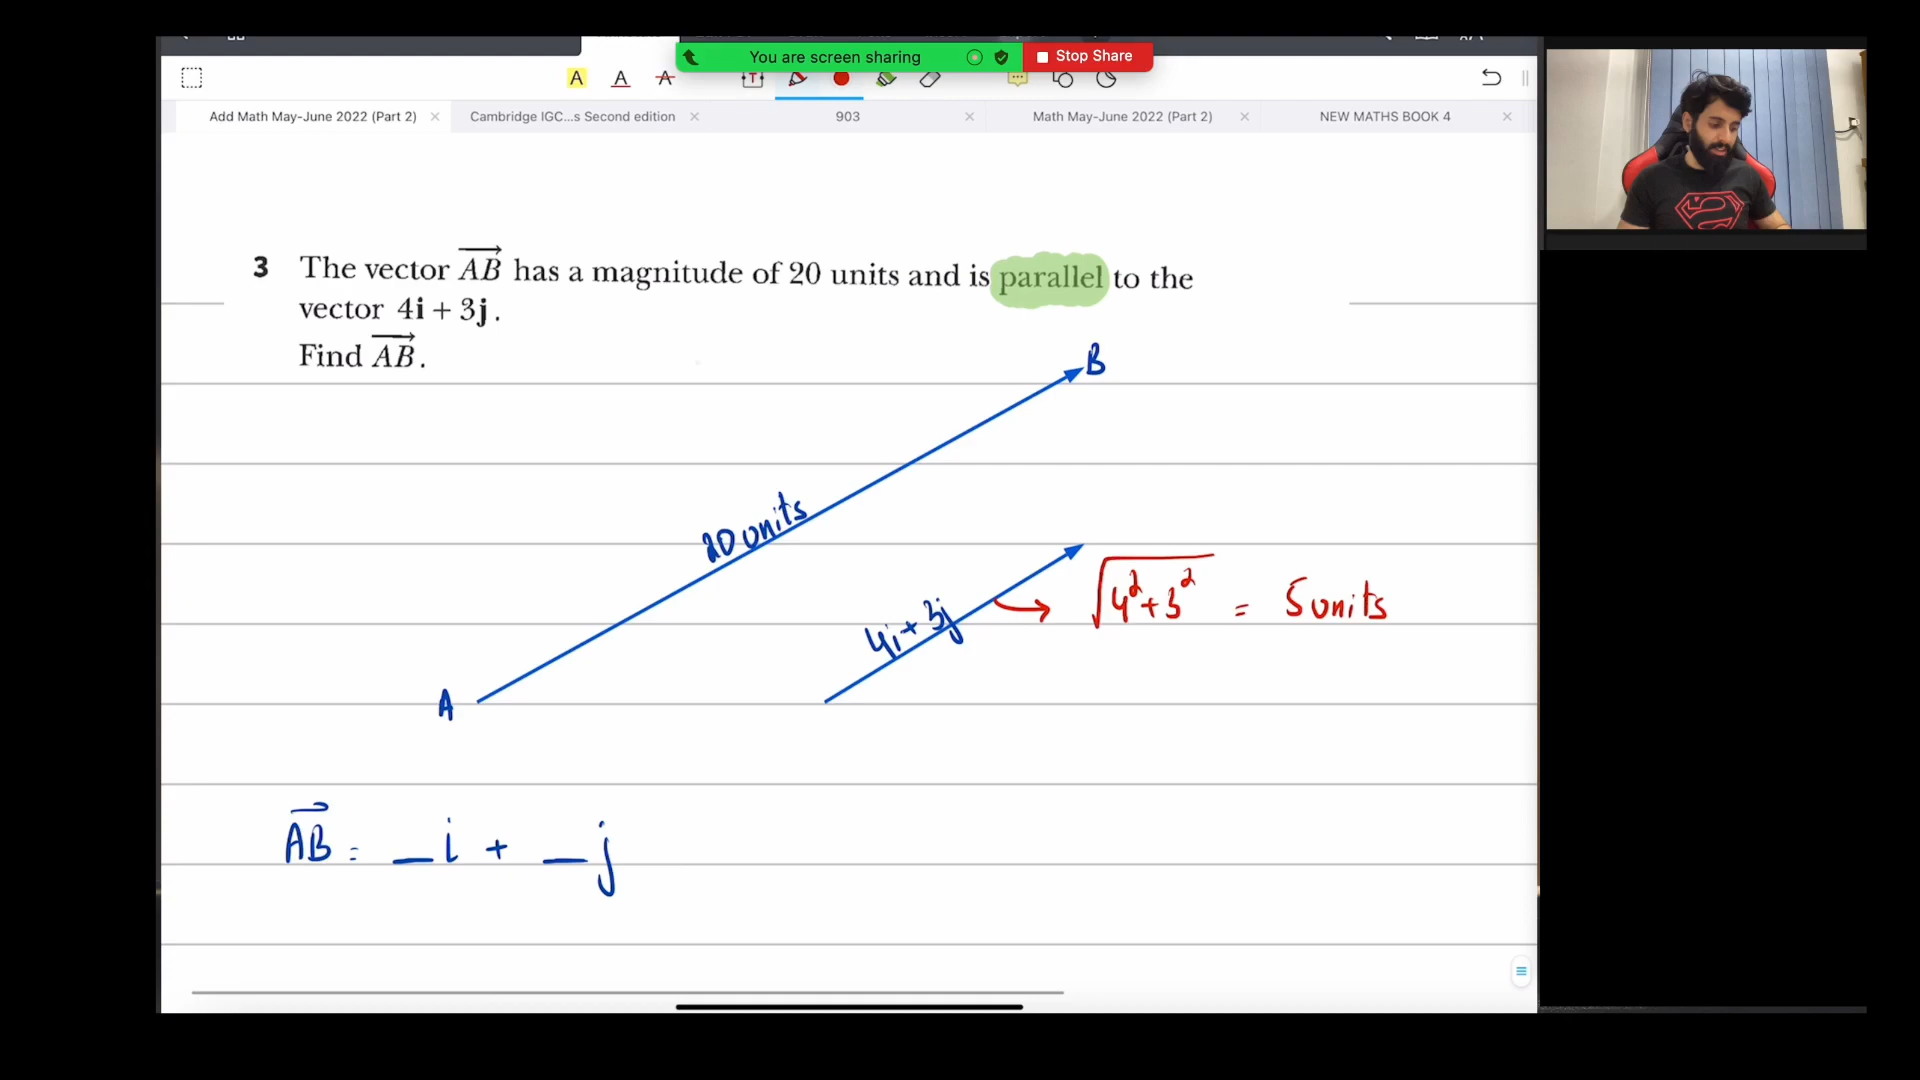 You are screen sharing
Stop Share
A A A T
Add Math May-June 2022 (Part 2)
Cambridge IGC...s Second edition
903
Math May-June 2022 (Part 2)
NEW MATHS BOOK 4
3 The vector AB has a magnitude of 20 units and is parallel to the
vector 4i + 3j.
Find AB.
B
20 units
4i + 3j
√4²+3² = 5 units
A
AB = _ i + _ j